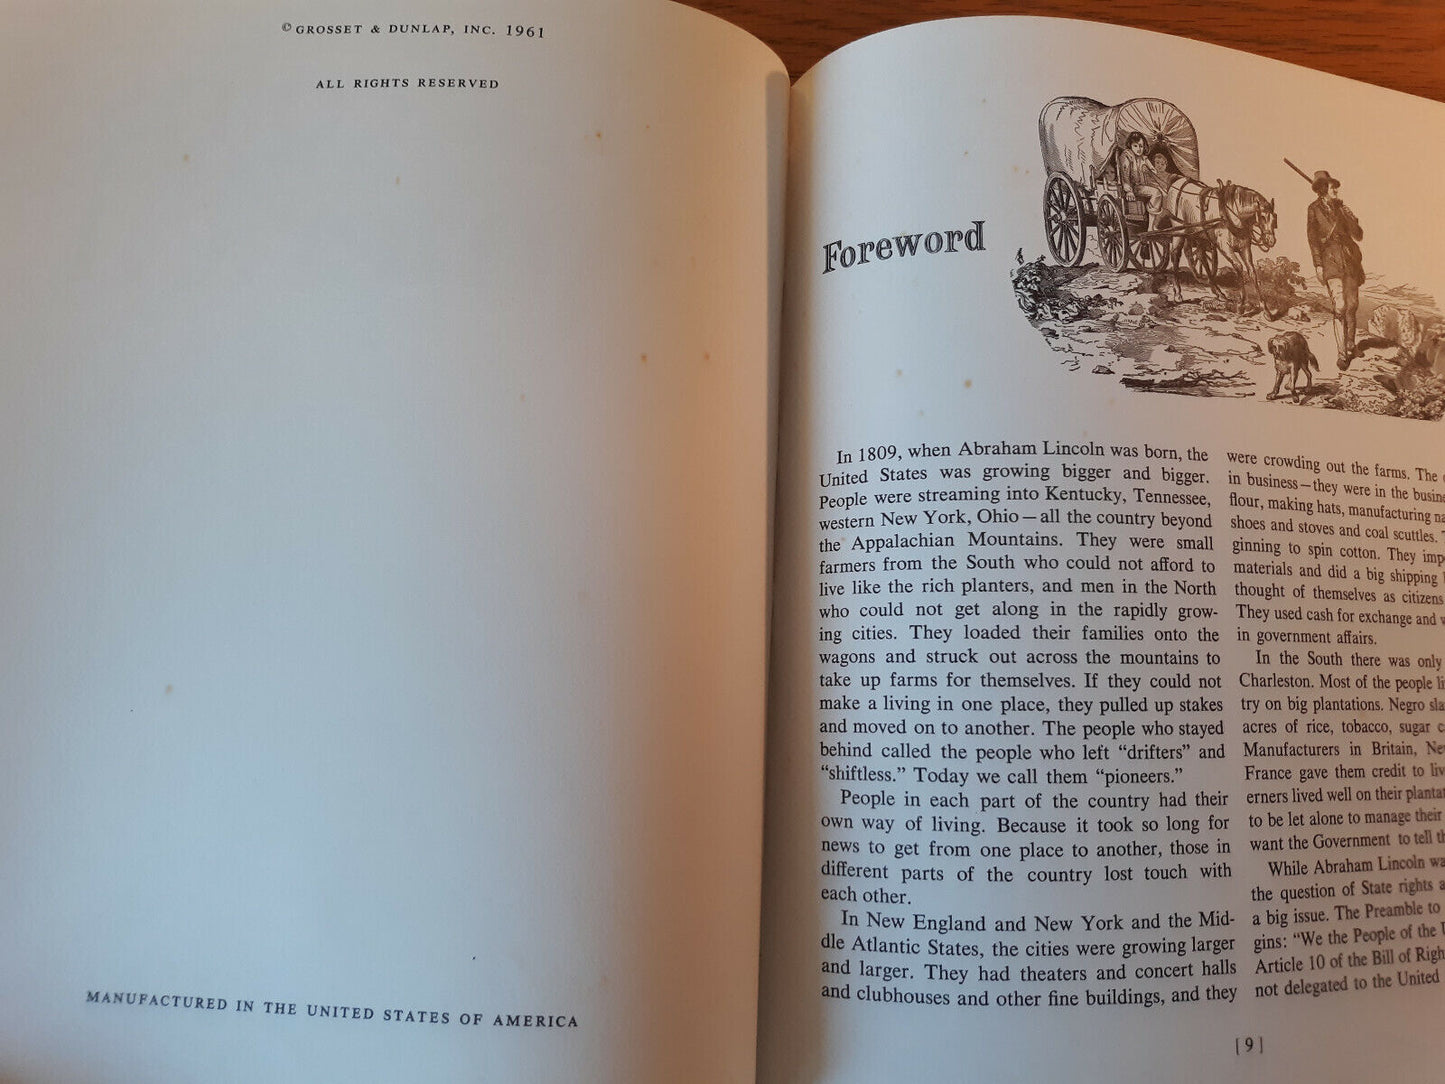 © GROSSET & DUNLAP, INC. 1961
ALL RIGHTS RESERVED
MANUFACTURED IN THE UNITED STATES OF AMERICA
Foreword
In 1809, when Abraham Lincoln was born, the
United States was growing bigger and bigger.
People were streaming into Kentucky, Tennessee,
western New York, Ohio—all the country beyond
the Appalachian Mountains. They were small
farmers from the South who could not afford to
live like the rich planters, and men in the North
who could not get along in the rapidly grow-
ing cities. They loaded their families onto the
wagons and struck out across the mountains to
take up farms for themselves. If they could not
make a living in one place, they pulled up stakes
and moved on to another. The people who stayed
behind called the people who left “drifters” and
“shiftless.” Today we call them “pioneers.”
People in each part of the country had their
own way of living. Because it took so long for
news to get from one place to another, those in
different parts of the country lost touch with
each other.
In New England and New York and the Mid-
dle Atlantic States, the cities were growing larger
and larger. They had theaters and concert halls
and clubhouses and other fine buildings, and they
were crowding out the farms. The
in business—they were in the
flour, making hats, manufacturing
shoes and stoves and coal scuttles.
ginning to spin cotton. They
materials and did a big shipping
thought of themselves as citizens
They used cash for exchange and
in government affairs.
In the South there was only
Charleston. Most of the people
try on big plantations. Negro
acres of rice, tobacco, sugar
Manufacturers in Britain,
France gave them credit to
erners lived well on their
to be let alone to manage their
want the Government to tell
While Abraham Lincoln
the question of State rights
a big issue. The Preamble to
gins: “We the People of the
Article 10 of the Bill of
not delegated to the United
[ 9 ]